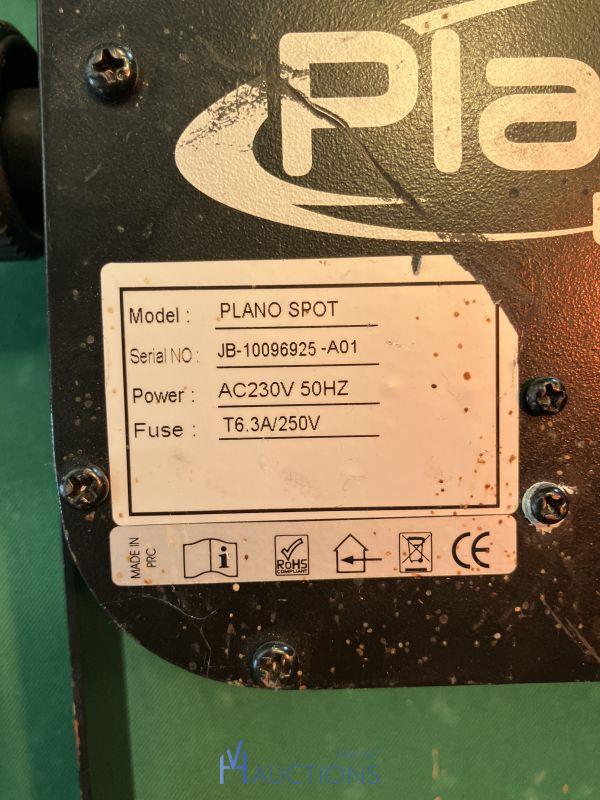 Pla
Model : PLANO SPOT
Serial NO : JB-10096925 -A01
Power : AC230V 50HZ
Fuse : T6.3A/250V
MADE IN
PRC
i
RoHS
COMPLIANT
CE
AUCTIONS